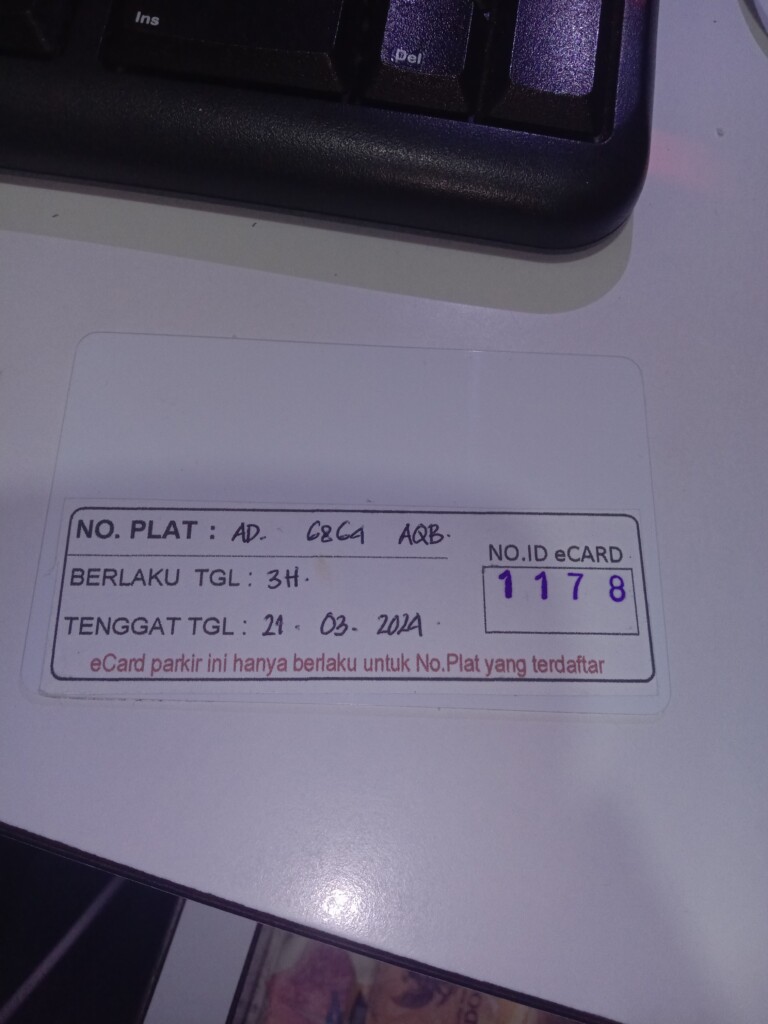 Ins
Del
NO. PLAT : AD. 6864 AQB.
NO.ID eCARD
BERLAKU TGL : 3H.
1178
TENGGAT TGL : 21 . 03. 2024 .
eCard parkir ini hanya berlaku untuk No.Plat yang terdaftar